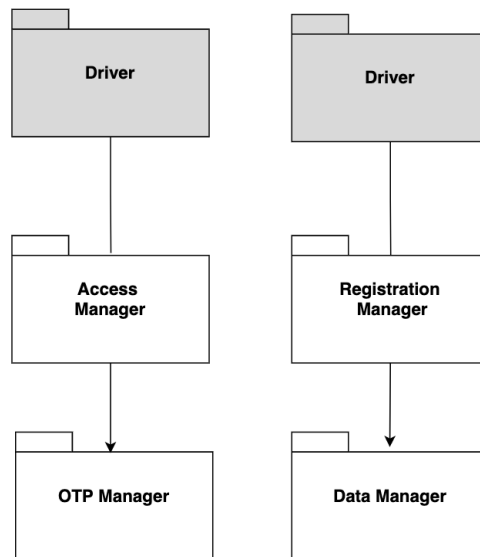 Driver
Driver
Access
Manager
Registration
Manager
OTP Manager
Data Manager